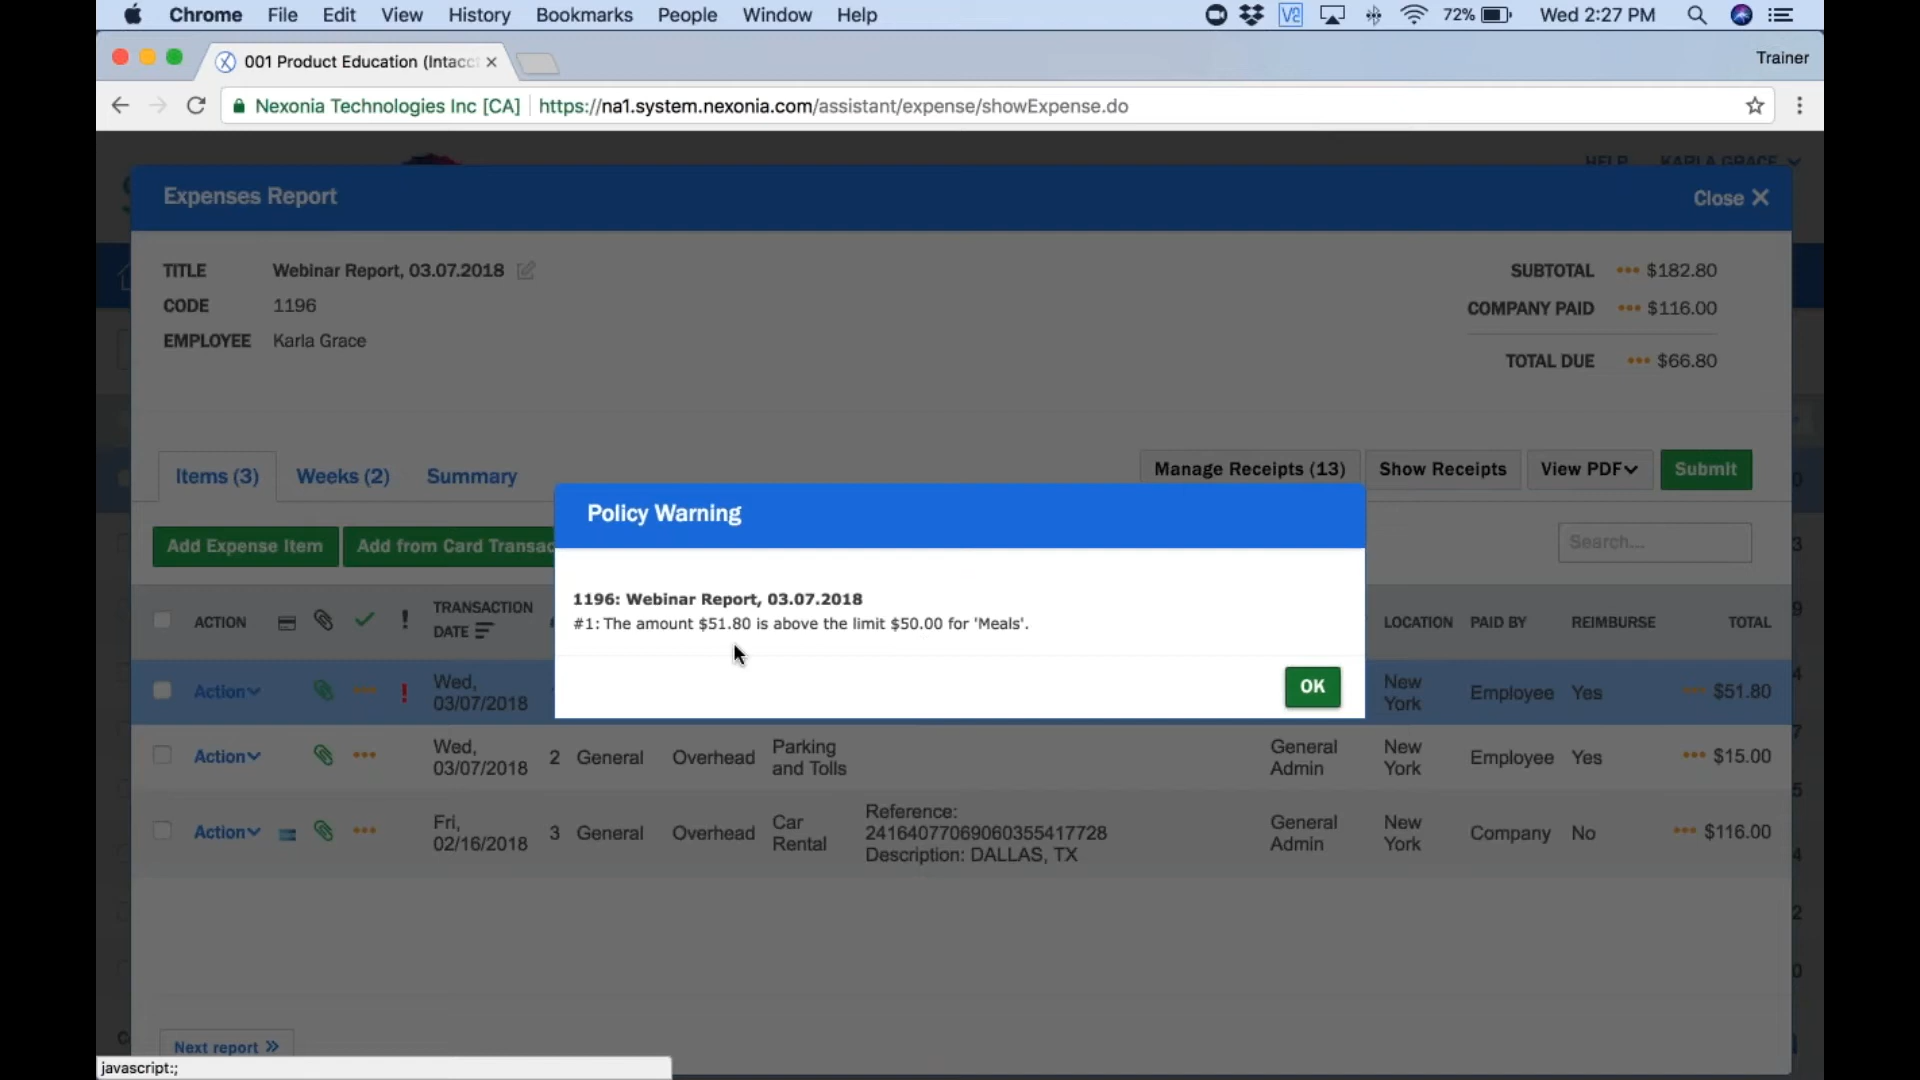 Chrome File Edit View History Bookmarks People Window Help 72% Wed 2:27 PM
001 Product Education (Intacc
Trainer
Nexonia Technologies Inc [CA] https://na1.system.nexonia.com/assistant/expense/showExpense.do
HELP KARLA GRACE
Expenses Report
Close
TITLE Webinar Report, 03.07.2018
CODE 1196
EMPLOYEE Karla Grace
SUBTOTAL $182.80
COMPANY PAID $116.00
TOTAL DUE $66.80
Items (3) Weeks (2) Summary
Manage Receipts (13) Show Receipts View PDF Submit
Add Expense Item Add from Card Transac
Search...
Policy Warning
1196: Webinar Report, 03.07.2018
#1: The amount $51.80 is above the limit $50.00 for 'Meals'.
OK
ACTION ! TRANSACTION DATE LOCATION PAID BY REIMBURSE TOTAL
Action ! Wed, 03/07/2018 New York Employee Yes $51.80
Action Wed, 03/07/2018 2 General Overhead Parking and Tolls General Admin New York Employee Yes $15.00
Action Fri, 02/16/2018 3 General Overhead Car Rental Reference: 24164077069060355417728 Description: DALLAS, TX General Admin New York Company No $116.00
Next report »
javascript:;